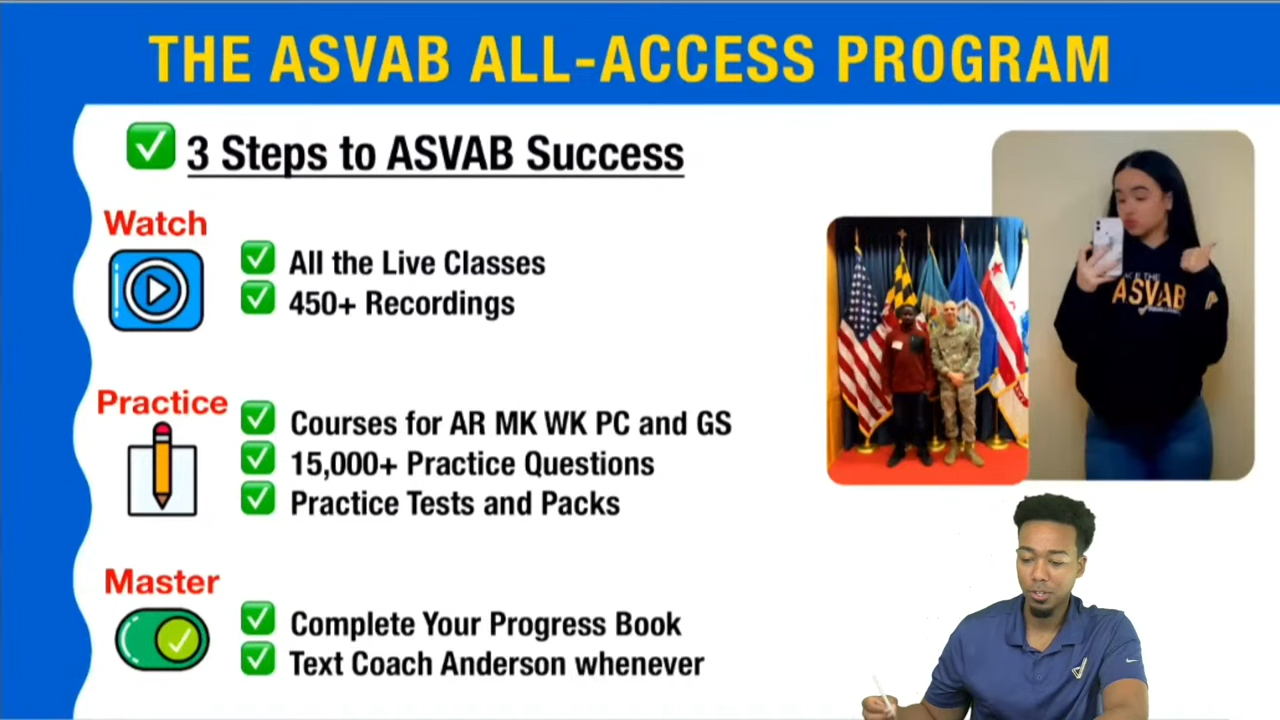 THE ASVAB ALL-ACCESS PROGRAM
3 Steps to ASVAB Success
Watch
All the Live Classes
450+ Recordings
Practice
Courses for AR MK WK PC and GS
15,000+ Practice Questions
Practice Tests and Packs
Master
Complete Your Progress Book
Text Coach Anderson whenever
ASVAB